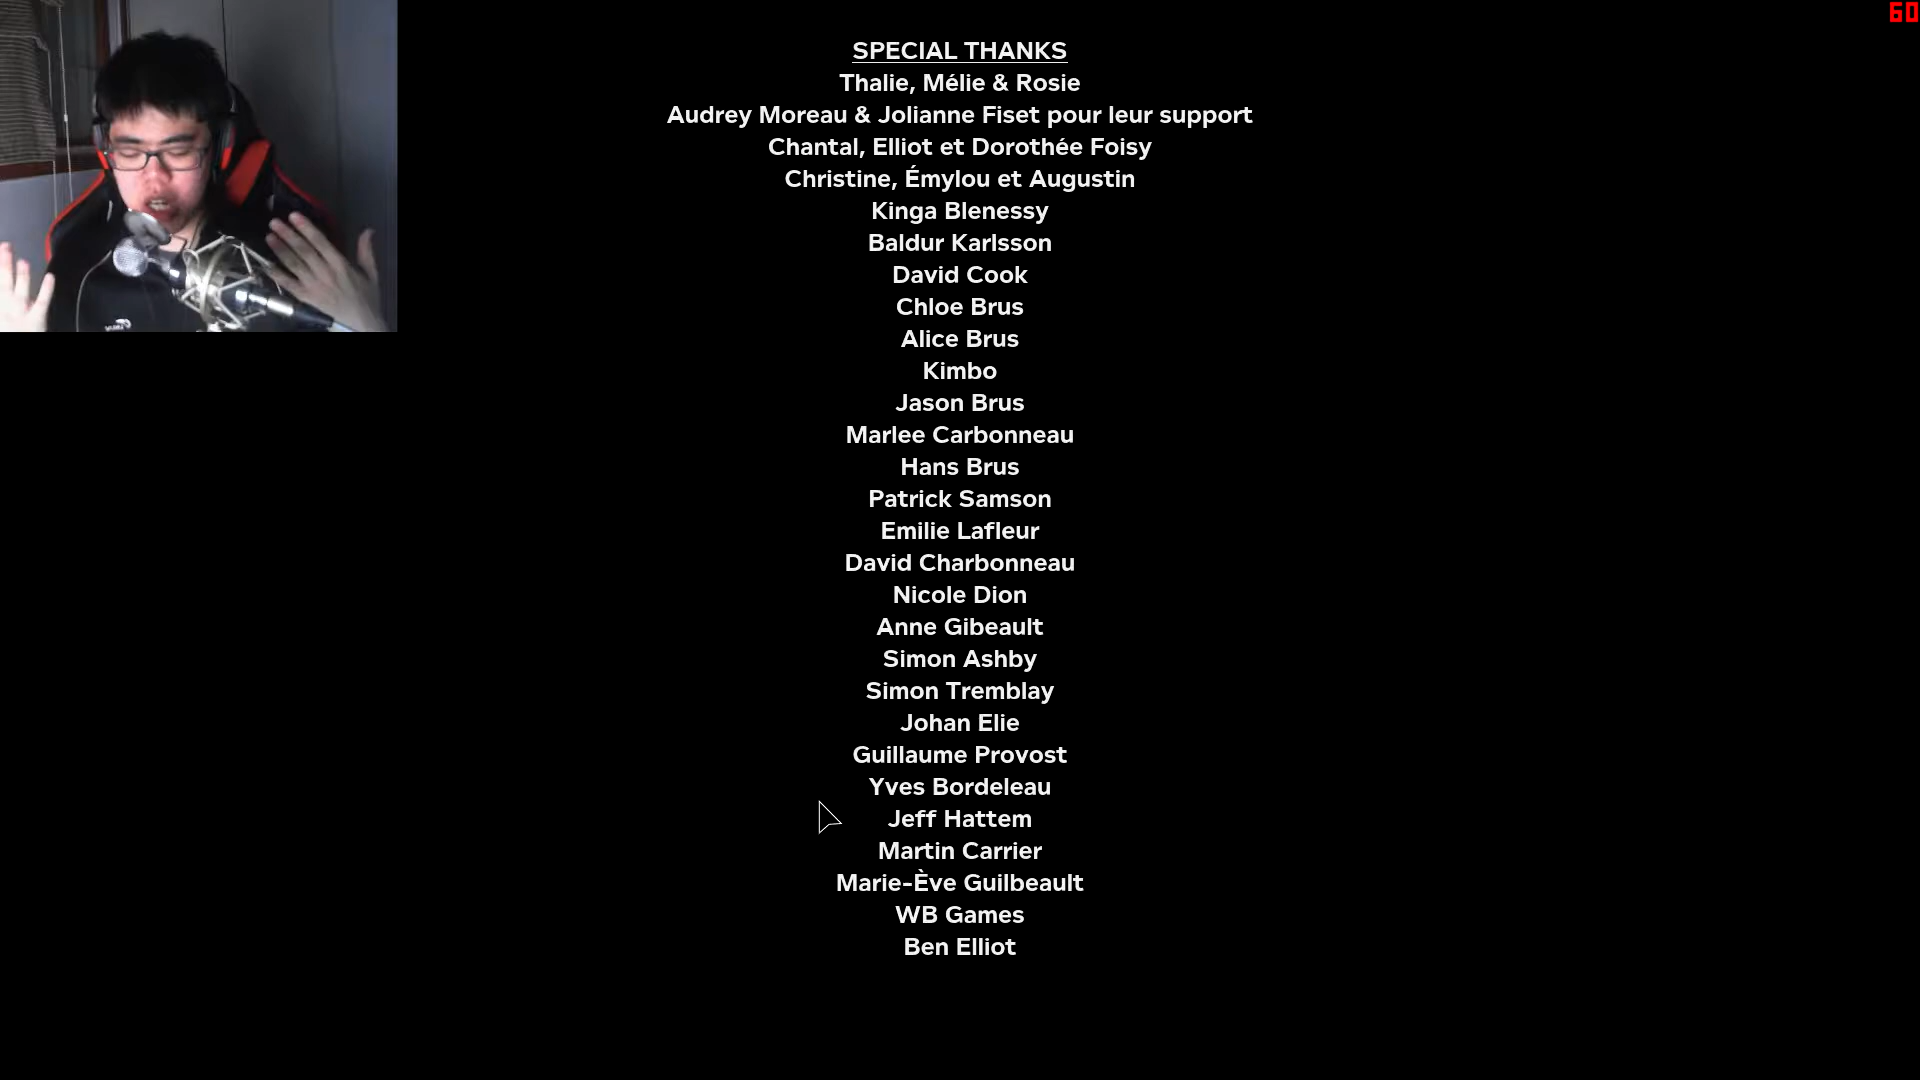 60
SPECIAL THANKS
Thalie, Mélie & Rosie
Audrey Moreau & Jolianne Fiset pour leur support
Chantal, Elliot et Dorothée Foisy
Christine, Émylou et Augustin
Kinga Blenessy
Baldur Karlsson
David Cook
Chloe Brus
Alice Brus
Kimbo
Jason Brus
Marlee Carbonneau
Hans Brus
Patrick Samson
Emilie Lafleur
David Charbonneau
Nicole Dion
Anne Gibeault
Simon Ashby
Simon Tremblay
Johan Elie
Guillaume Provost
Yves Bordeleau
Jeff Hattem
Martin Carrier
Marie-Ève Guilbeault
WB Games
Ben Elliot